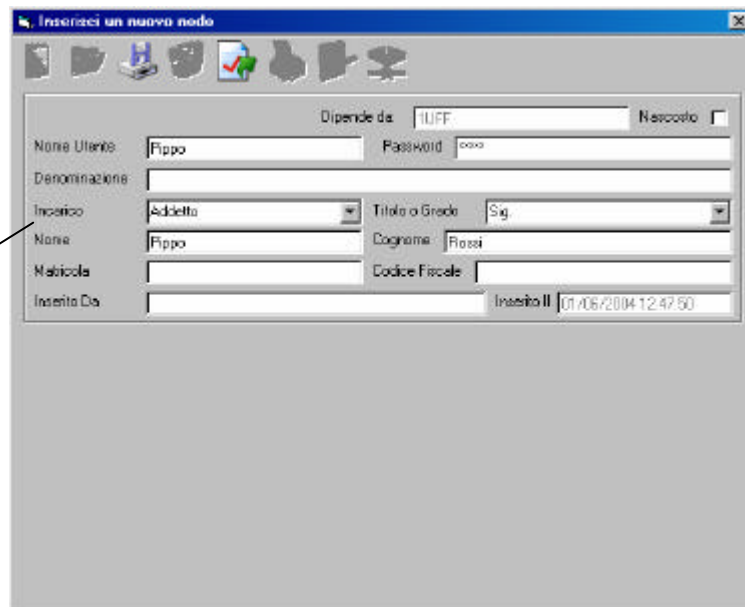 Inserisci un nuovo nodo
Dipende da 1UFF Nascosto
Nome Utente Pippo Password ****
Denominazione
Incarico Addetto Titolo o Grado Sig.
Nome Pippo Cognome Rossi
Matricola Codice Fiscale
Inserito Da Inserito Il 01/06/2004 12.47.50